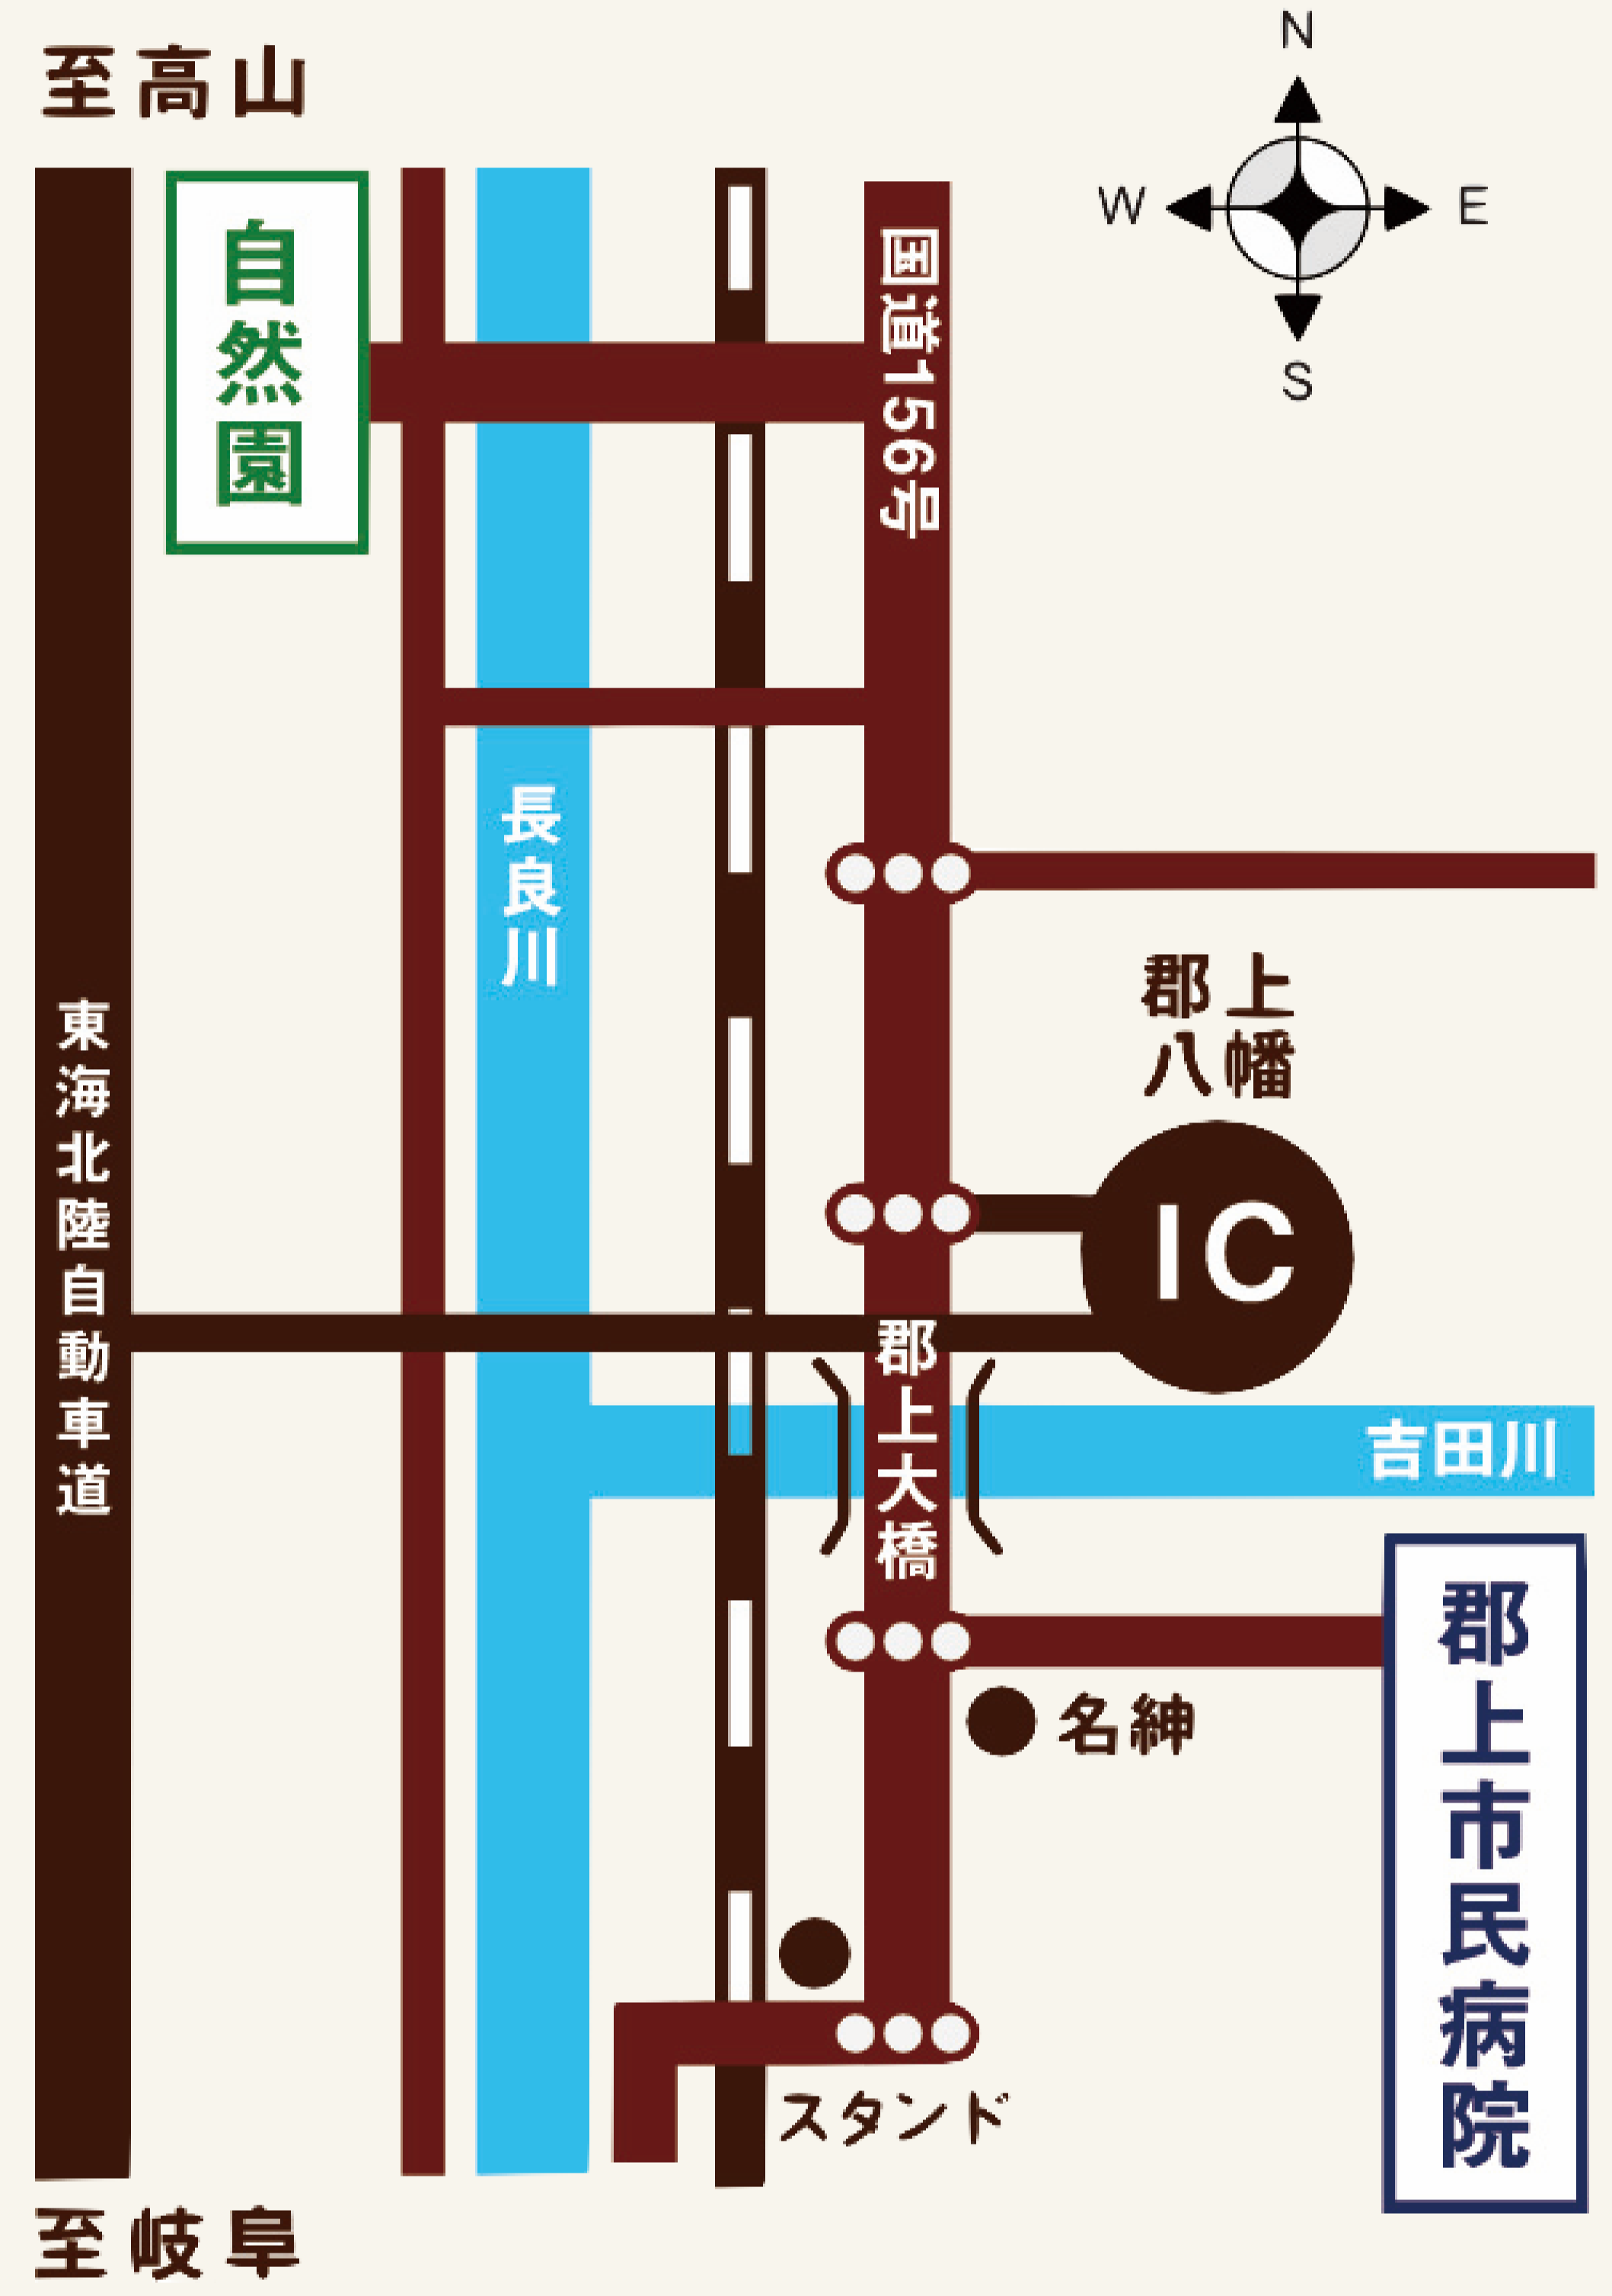 至高山
N
W
E
S
自然園
国道156号
長良川
郡上
八幡
IC
東海北陸自動車道
郡上大橋
吉田川
郡上市民病院
名紳
スタンド
至岐阜